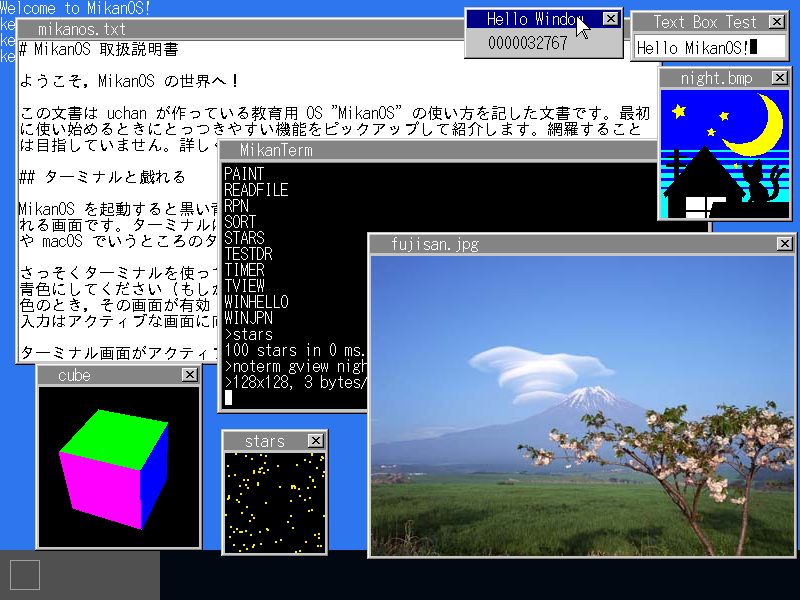 Welcome to MikanOS!
ke
ke
ke
mikanos.txt
# MikanOS 取扱説明書
ようこそ，MikanOS の世界へ！
この文書は uchan が作っている教育用 OS "MikanOS" の使い方を記した文書です。最初
に使い始めるときにとっつきやすい機能をピックアップして紹介します。網羅すること
は目指していません。詳し
## ターミナルと戯れる
MikanOS を起動すると黒い
れる画面です。ターミナル
や macOS でいうところのタ
さっそくターミナルを使って
青色にしてください（もし
色のとき，その画面が有効
入力はアクティブな画面に
ターミナル画面がアクティブ
Hello Window
0000032767
Text Box Test
Hello MikanOS!
night.bmp
MikanTerm
PAINT
READFILE
RPN
SORT
STARS
TESTDR
TIMER
TVIEW
WINHELLO
WINJPN
>stars
100 stars in 0 ms.
>noterm gview nigh
>128x128, 3 bytes/
fujisan.jpg
cube
stars